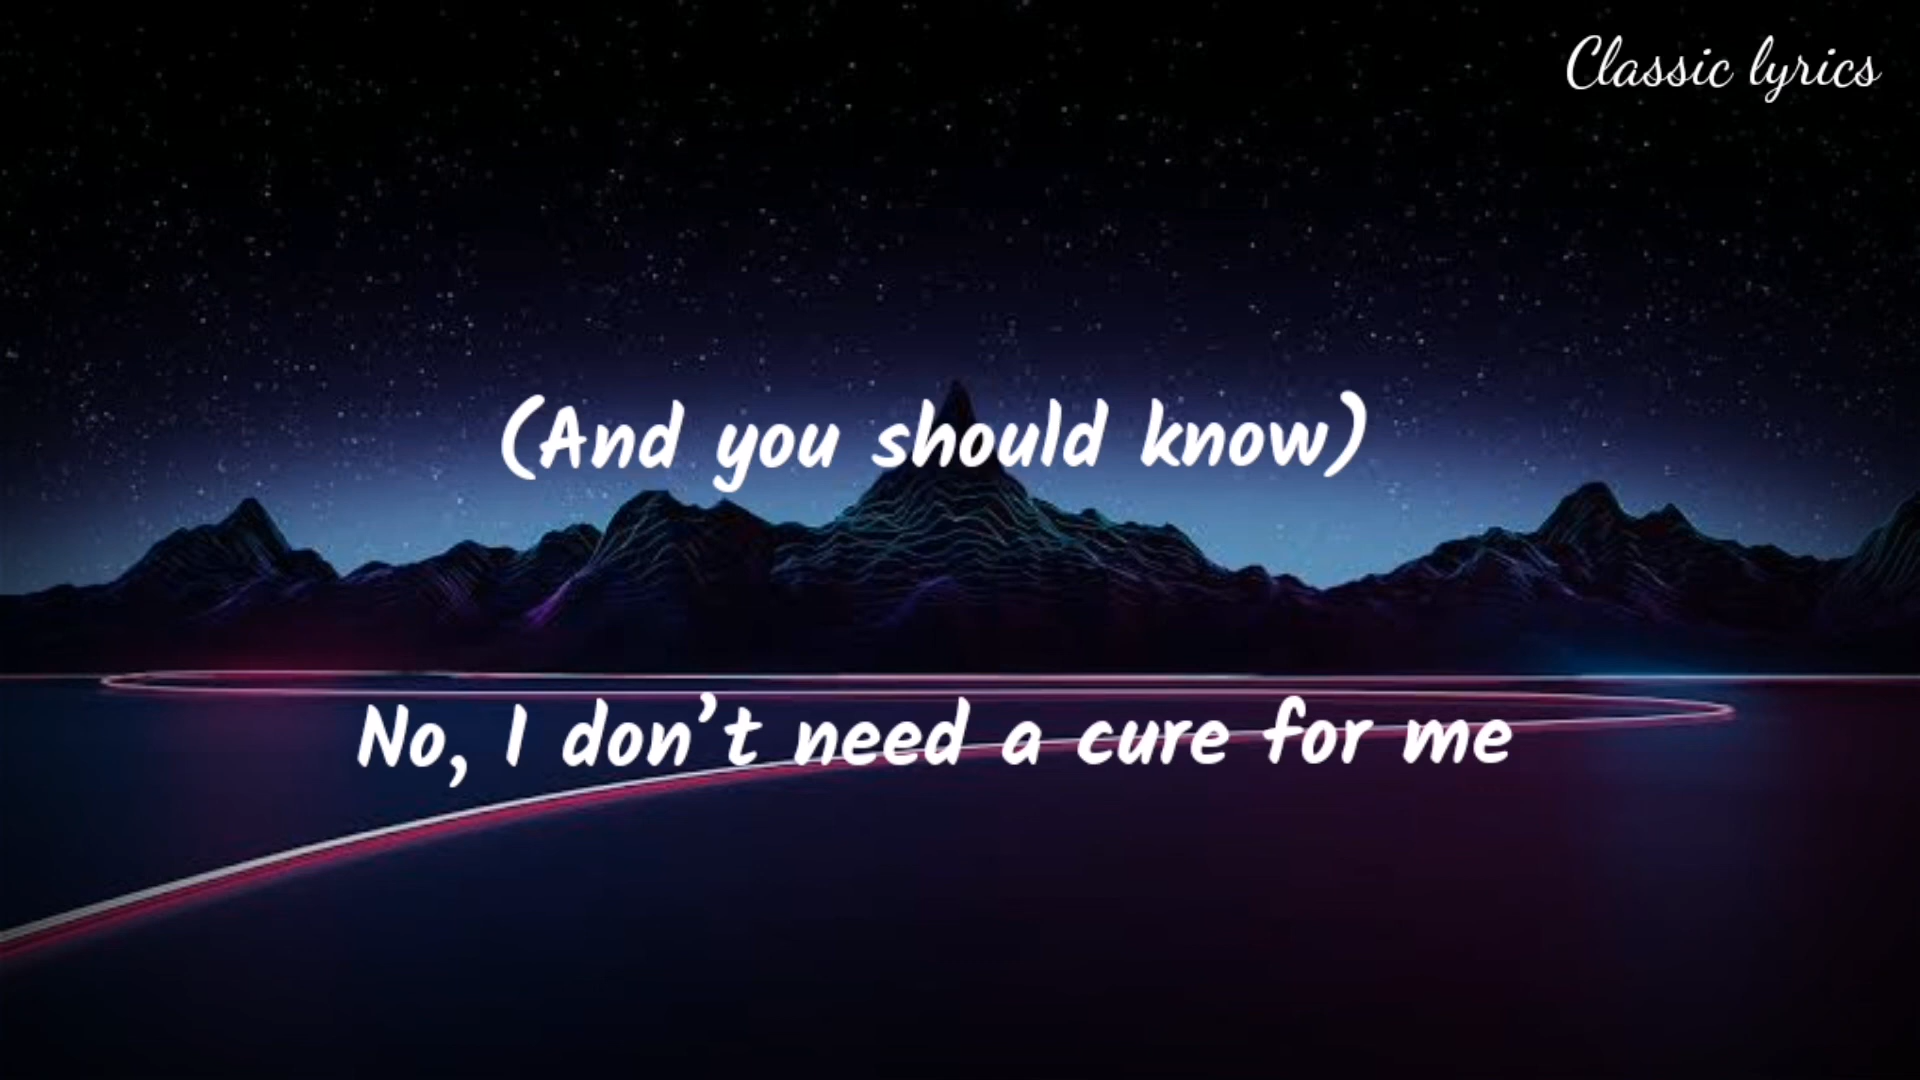 Classic lyrics
(And you should know)
No, I don't need a cure for me